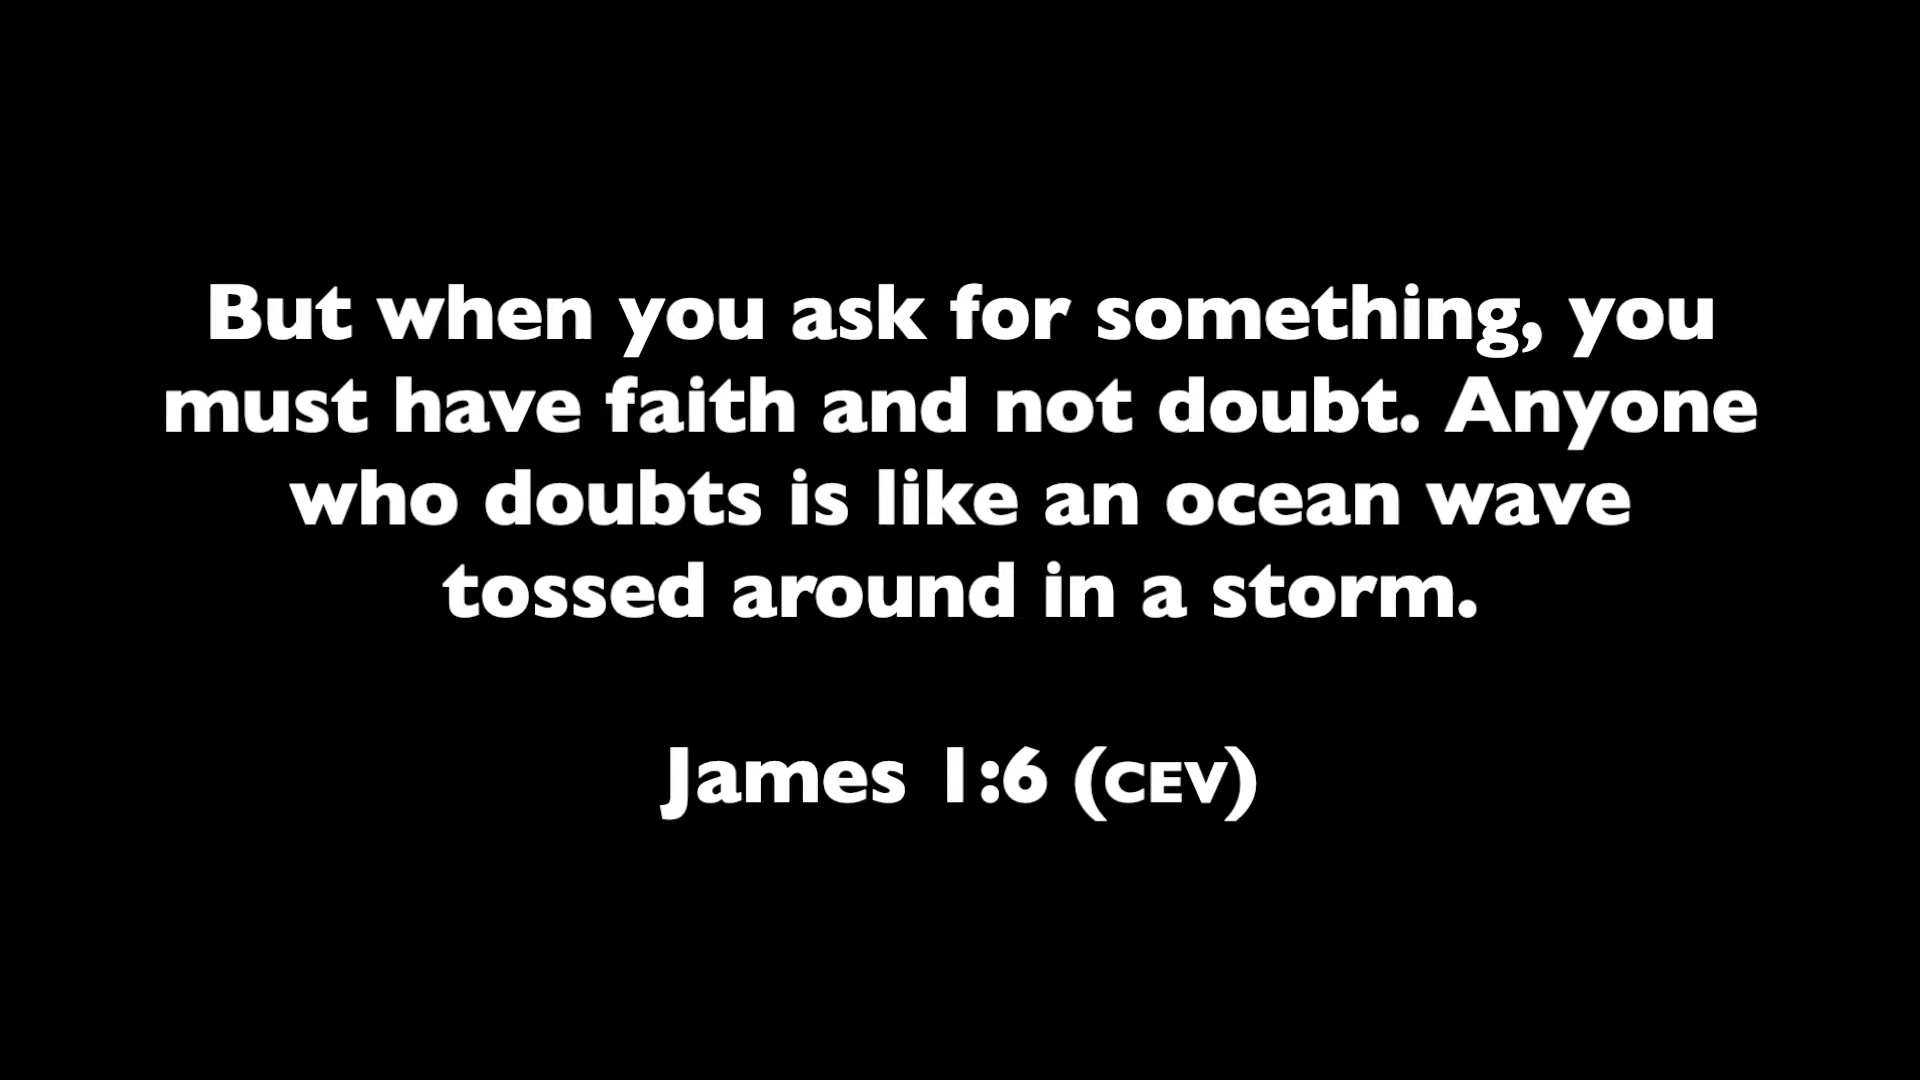 But when you ask for something, you
must have faith and not doubt. Anyone
who doubts is like an ocean wave
tossed around in a storm.
James 1:6 (CEV)